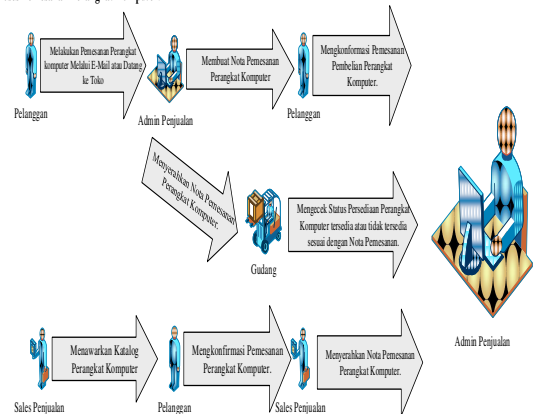 Melakukan Pemesanan Perangkat
komputer Melalui E-Mail atau Datang
ke Toko
Membuat Nota Pemesanan
Perangkat Komputer
Mengkonformasi Pemesanan
Pembelian Perangkat
Komputer.
Pelanggan
Admin Penjualan
Pelanggan
Menyerahkan Nota Pemesanan
Perangkat Komputer.
Mengecek Status Persediaan Perangkat
Komputer tersedia atau tidak tersedia
sesuai dengan Nota Pemesanan.
Gudang
Admin Penjualan
Menawarkan Katalog
Perangkat Komputer
Mengkonfirmasi Pemesanan
Perangkat Komputer.
Menyerahkan Nota Pemesanan
Perangkat Komputer.
Sales Penjualan
Pelanggan
Sales Penjualan